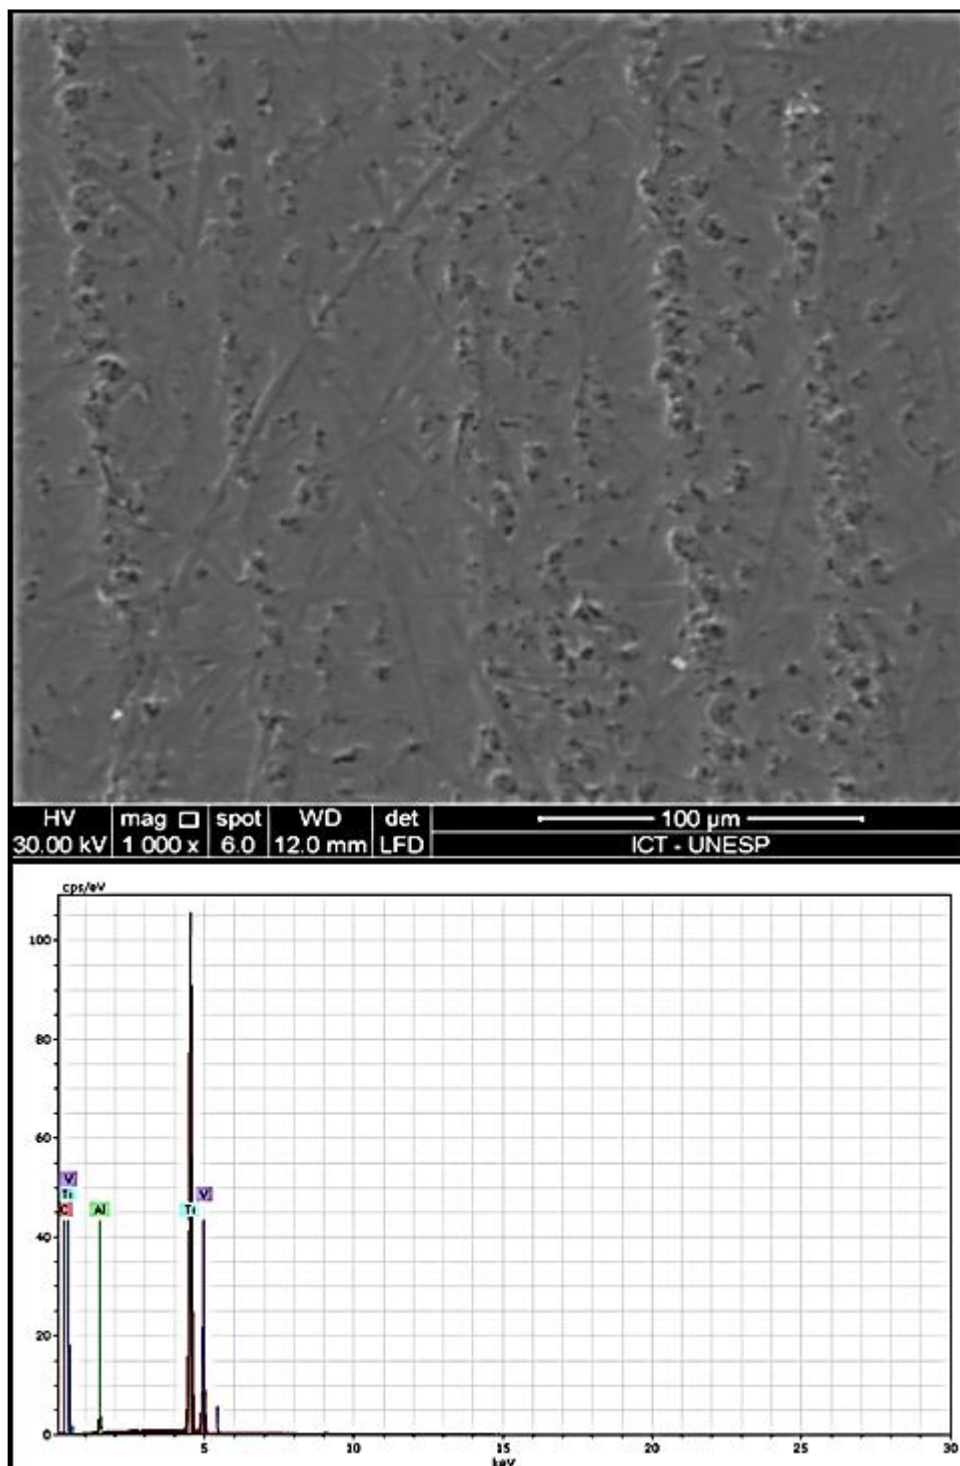 HV mag spot WD det 100 µm
30.00 kV 1 000 x 6.0 12.0 mm LFD ICT - UNESP
cps/eV
100
80
60
40
20
0
V
Ti
C
Al
Ti
V
5 10 15 20 25 30
keV